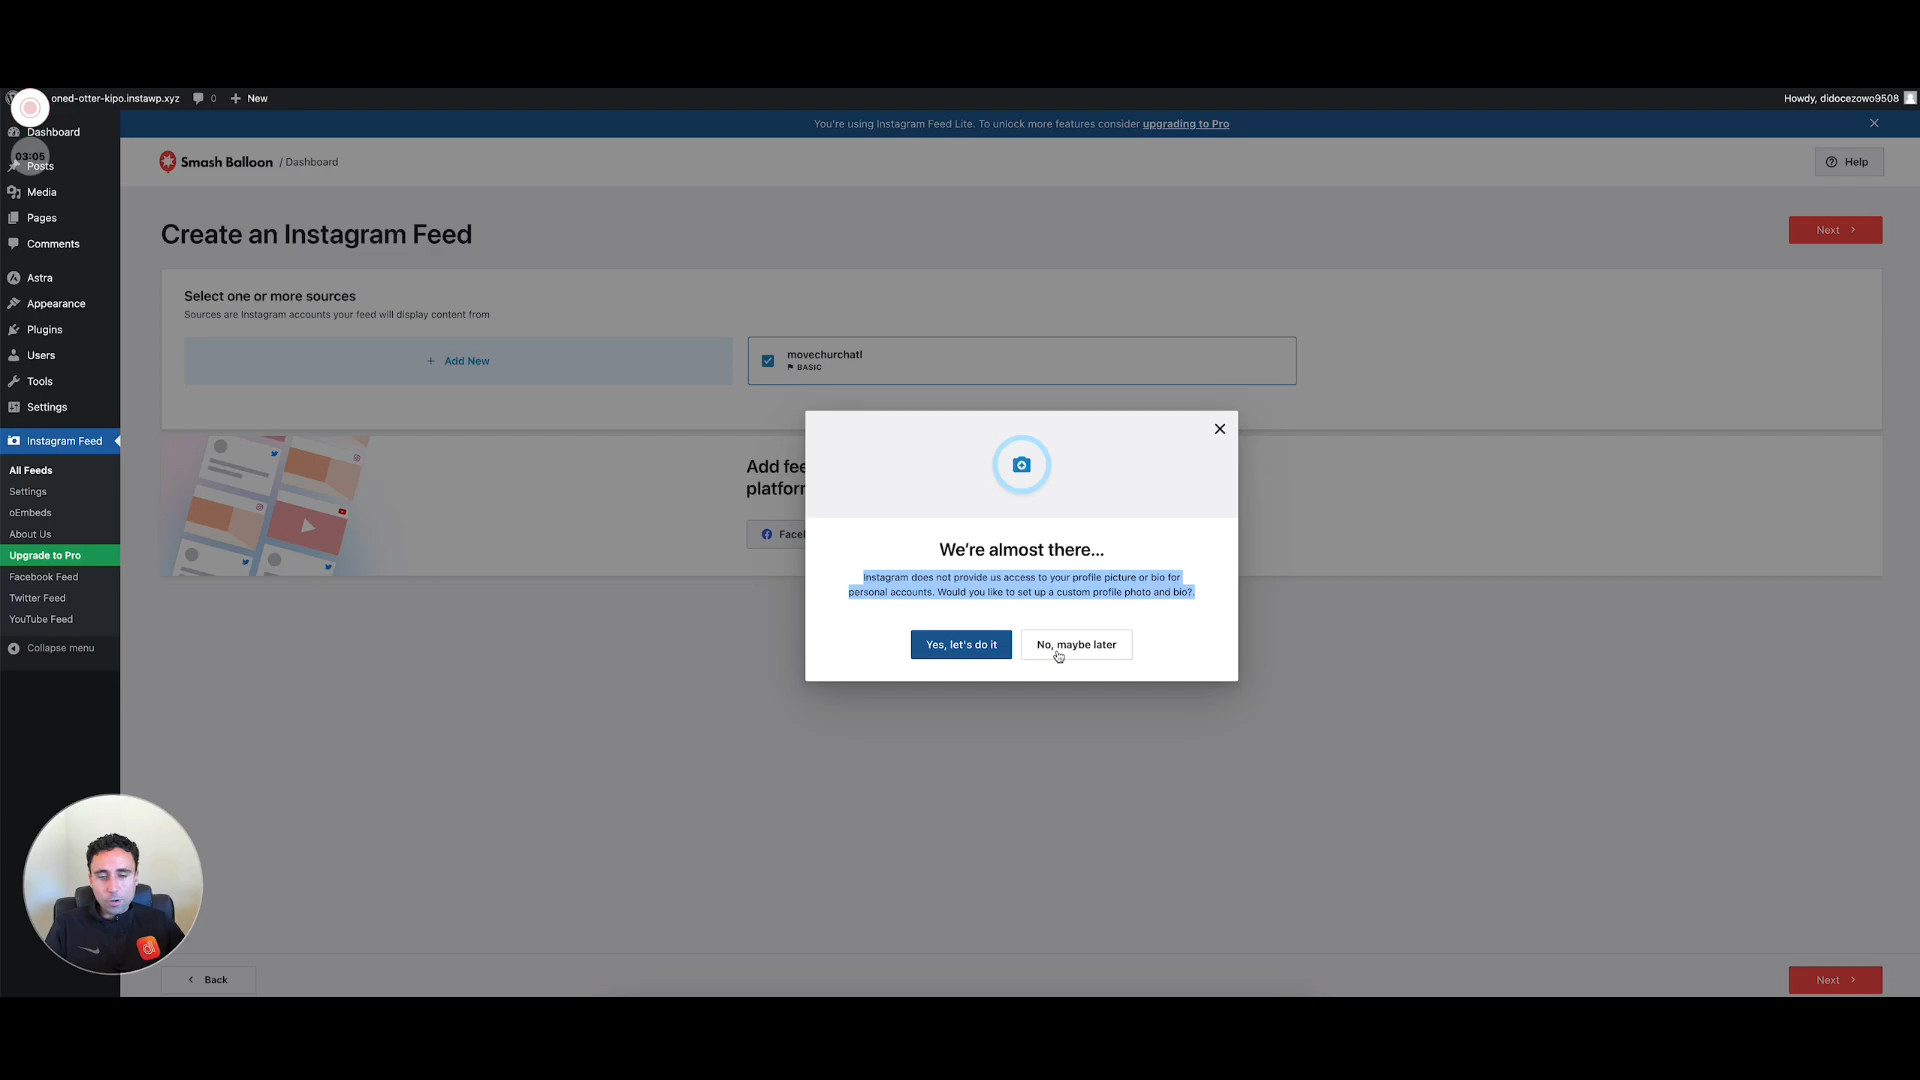 oned-otter-kipo.instawp.xyz 0 New
Howdy, didocezowo9508
You're using Instagram Feed Lite. To unlock more features consider upgrading to Pro
03:05
Dashboard
Posts
Media
Pages
Comments
Astra
Appearance
Plugins
Users
Tools
Settings
Instagram Feed
All Feeds
Settings
oEmbeds
About Us
Upgrade to Pro
Facebook Feed
Twitter Feed
YouTube Feed
Collapse menu
Smash Balloon / Dashboard
Help
Create an Instagram Feed
Next
Select one or more sources
Sources are Instagram accounts your feed will display content from
Add New
movechurchatl
BASIC
Add fee
platforr
Facel
We're almost there...
Instagram does not provide us access to your profile picture or bio for
personal accounts. Would you like to set up a custom profile photo and bio?.
Yes, let's do it
No, maybe later
Back
Next